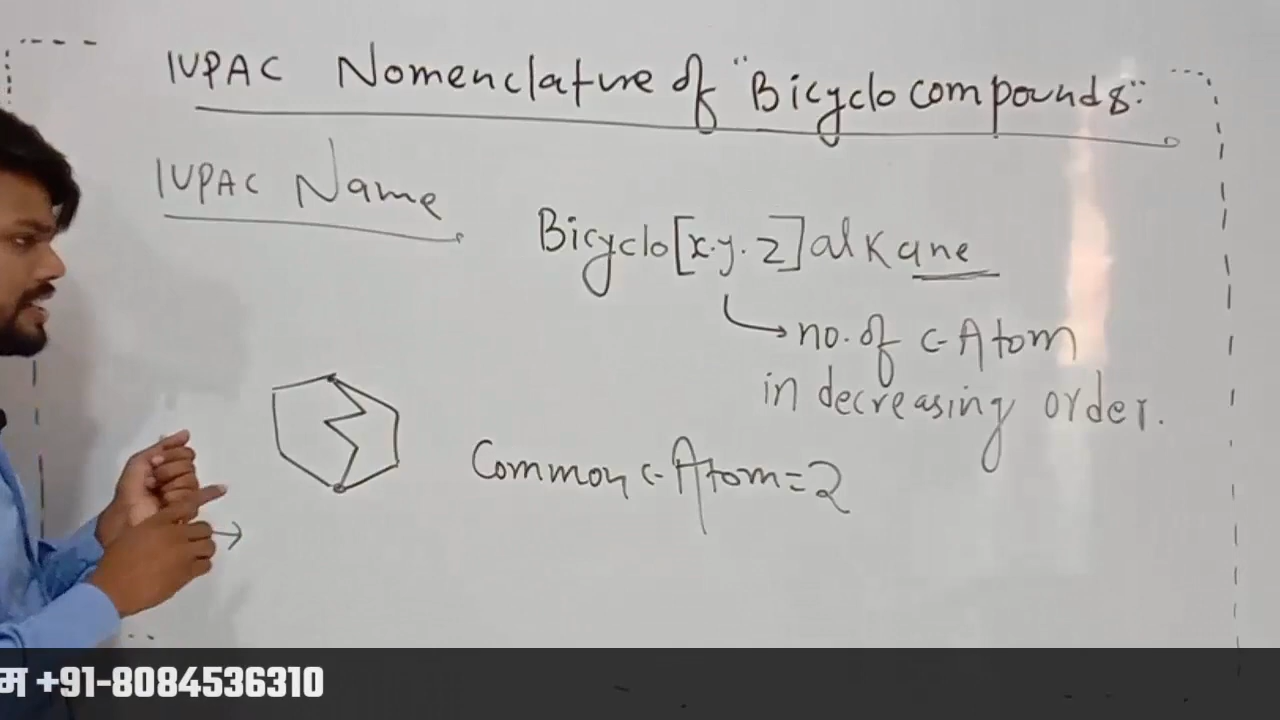 IUPAC Nomenclature of "Bicyclo compounds":
IUPAC Name
Bicyclo[x.y.z]alkane
no. of C-Atom
in decreasing order.
Common C-Atom=2
म +91-8084536310